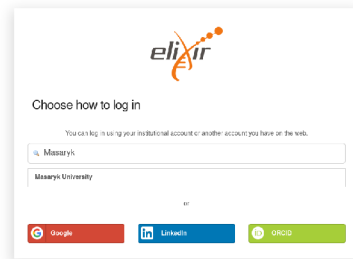 elixir
Choose how to log in
You can log in using your institutional account or another account you have on the web.
Masaryk
Masaryk University
or
Google
LinkedIn
ORCID